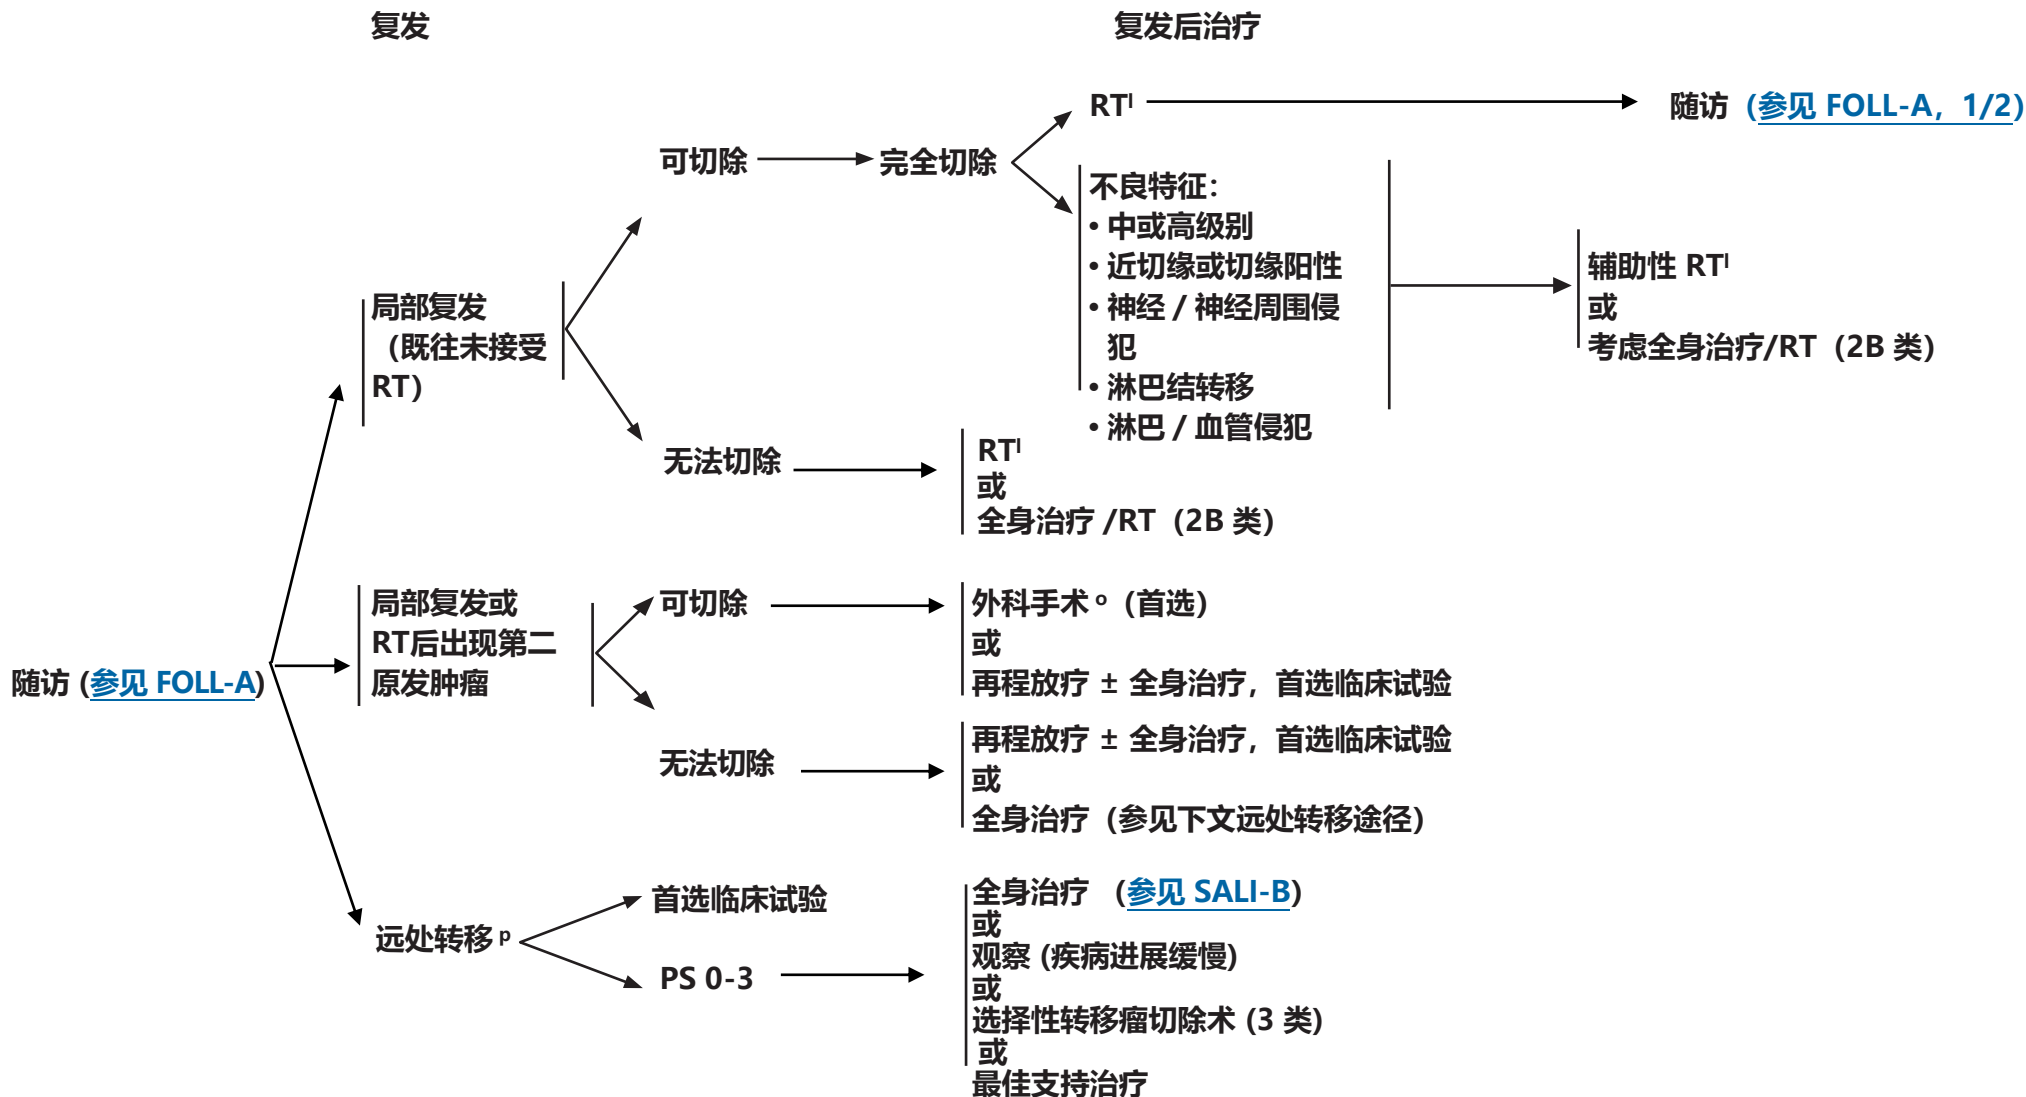 复发
复发后治疗
RTˡ
随访（参见 FOLL-A，1/2）
可切除
完全切除
不良特征：
• 中或高级别
• 近切缘或切缘阳性
• 神经 / 神经周围侵
犯
• 淋巴结转移
• 淋巴 / 血管侵犯
辅助性 RTˡ
或
考虑全身治疗/RT（2B 类）
局部复发
（既往未接受
RT）
无法切除
RTˡ
或
全身治疗 /RT（2B 类）
随访 (参见 FOLL-A)
局部复发或
RT后出现第二
原发肿瘤
可切除
外科手术 ᵒ（首选）
或
再程放疗 ± 全身治疗，首选临床试验
无法切除
再程放疗 ± 全身治疗，首选临床试验
或
全身治疗（参见下文远处转移途径）
远处转移 ᵖ
首选临床试验
PS 0-3
全身治疗 （参见 SALI-B)
或
观察 (疾病进展缓慢)
或
选择性转移瘤切除术 (3 类)
或
最佳支持治疗